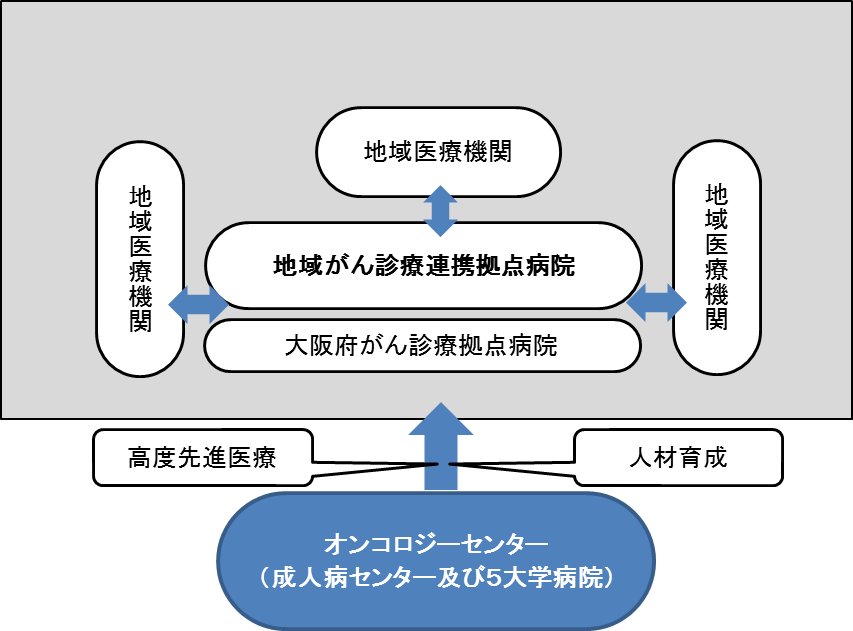 地域医療機関
地域医療機関
地域医療機関
地域がん診療連携拠点病院
大阪府がん診療拠点病院
高度先進医療
人材育成
オンコロジーセンター
（成人病センター及び５大学病院）